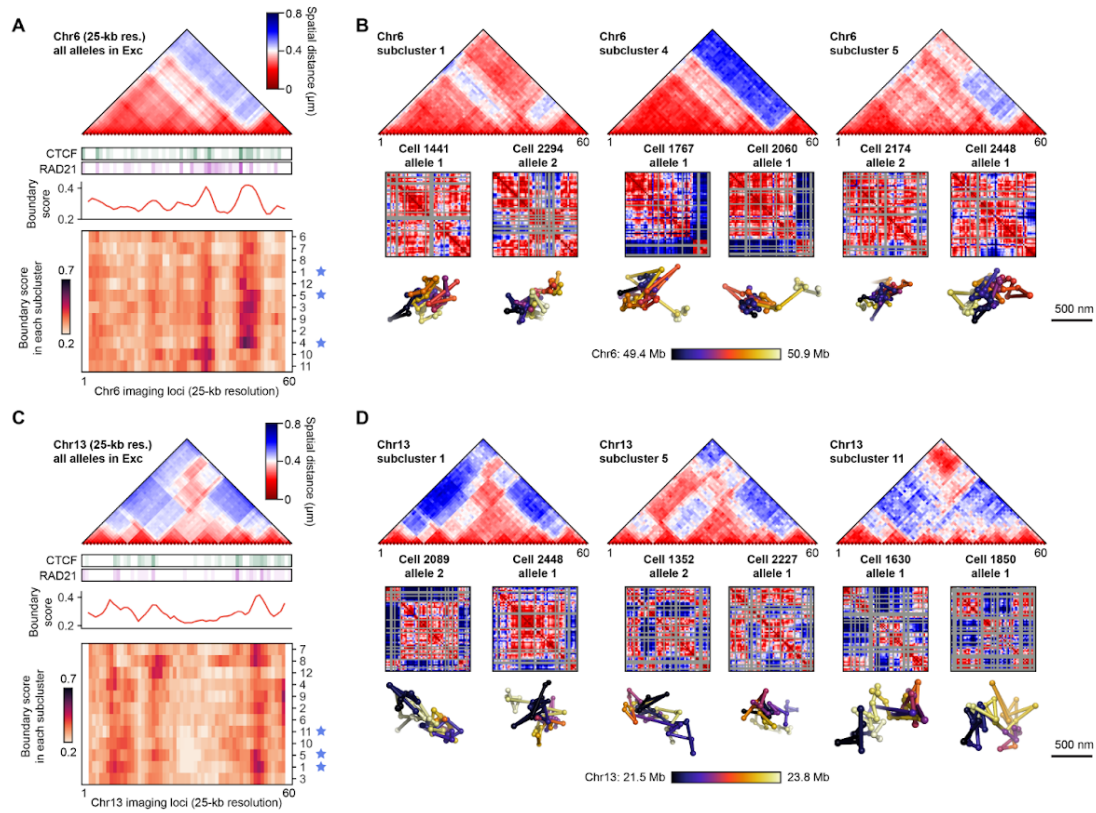 A
Chr6 (25-kb res.)
all alleles in Exc
0.8
0.4
0
Spatial distance (μm)
CTCF
RAD21
Boundary
score
0.4
0.2
Boundary score
in each subcluster
0.7
0.2
6
7
8
1
12
5
3
9
2
4
10
11
1
60
Chr6 imaging loci (25-kb resolution)
B
Chr6
subcluster 1
Chr6
subcluster 4
Chr6
subcluster 5
1
60
1
60
1
60
Cell 1441
allele 1
Cell 2294
allele 2
Cell 1767
allele 1
Cell 2060
allele 1
Cell 2174
allele 2
Cell 2448
allele 1
500 nm
Chr6: 49.4 Mb
50.9 Mb
C
Chr13 (25-kb res.)
all alleles in Exc
0.8
0.4
0
Spatial distance (μm)
CTCF
RAD21
Boundary
score
0.4
0.2
Boundary score
in each subcluster
0.7
0.2
7
8
12
4
9
2
6
11
10
5
1
3
1
60
Chr13 imaging loci (25-kb resolution)
D
Chr13
subcluster 1
Chr13
subcluster 5
Chr13
subcluster 11
1
60
1
60
1
60
Cell 2089
allele 2
Cell 2448
allele 1
Cell 1352
allele 2
Cell 2227
allele 1
Cell 1630
allele 1
Cell 1850
allele 1
500 nm
Chr13: 21.5 Mb
23.8 Mb